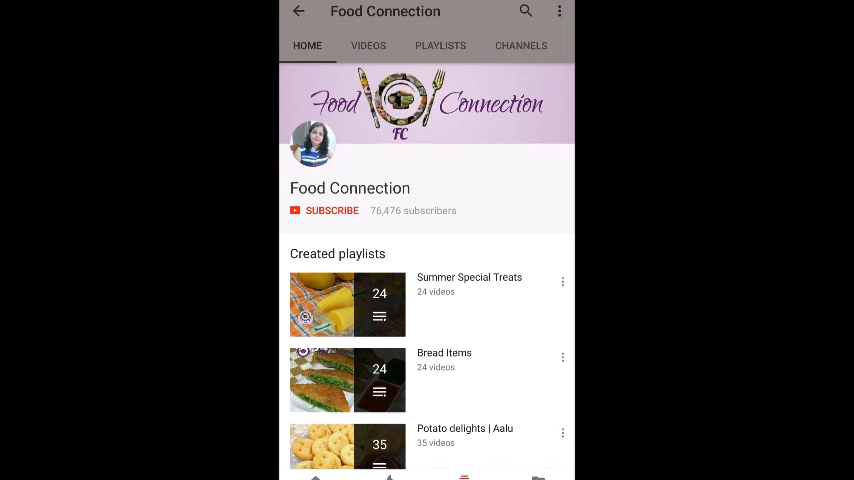 Food Connection
HOME VIDEOS PLAYLISTS CHANNELS
Food Connection
FC
Food Connection
SUBSCRIBE 76,476 subscribers
Created playlists
24
Summer Special Treats
24 videos
24
Bread Items
24 videos
35
Potato delights | Aalu
35 videos